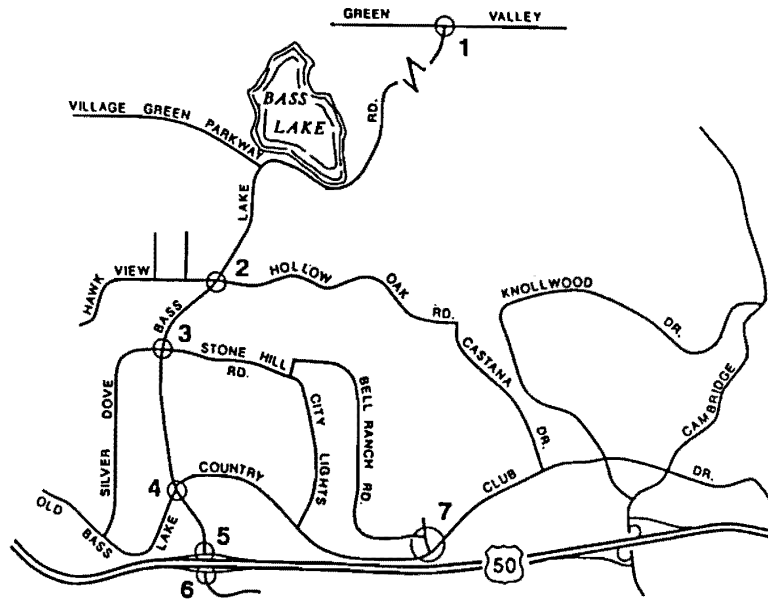 GREEN VALLEY
1
BASS
LAKE
RD.
VILLAGE GREEN PARKWAY
LAKE
HAWK VIEW
2
HOLLOW OAK RD.
KNOLLWOOD DR.
BASS
3
STONE HILL
RD.
CASTANA DR.
CAMBRIDGE
SILVER DOVE
CITY LIGHTS
BELL RANCH RD.
4
COUNTRY CLUB DR.
7
OLD BASS LAKE
5
50
6